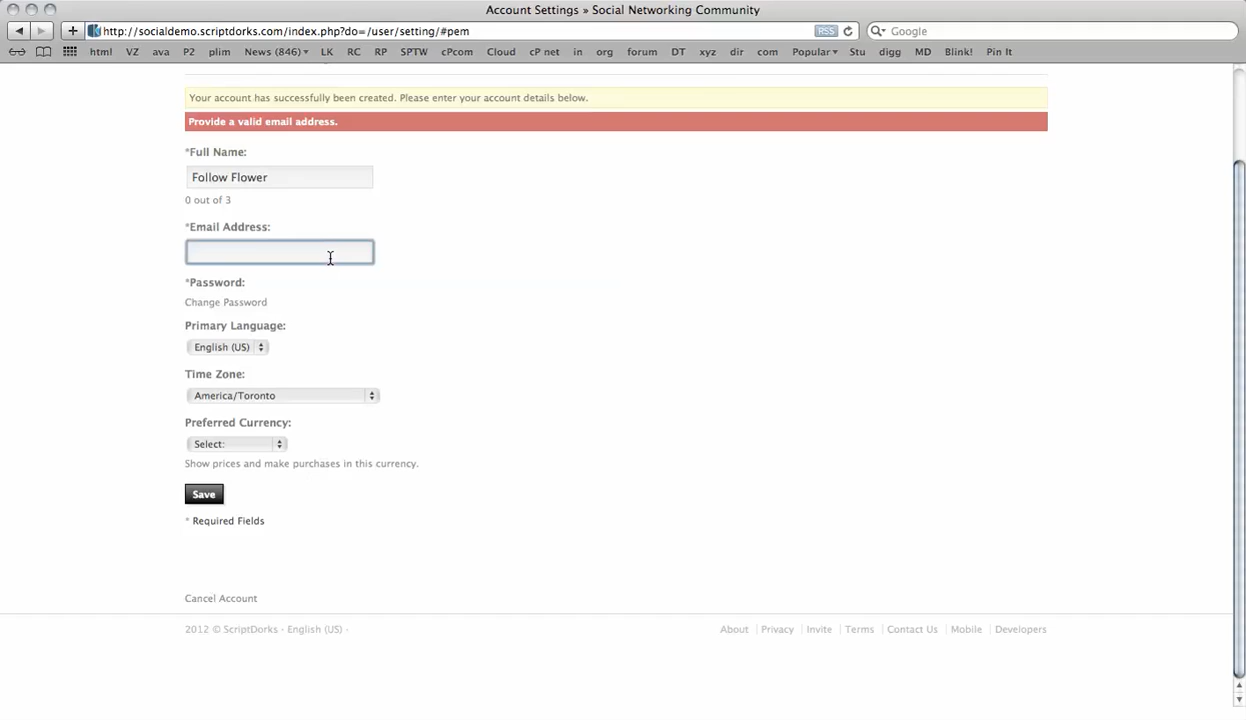 Account Settings » Social Networking Community
http://socialdemo.scriptdorks.com/index.php?do=/user/setting/#pem RSS Google
html VZ ava P2 plim News (846) LK RC RP SPTW cPcom Cloud cP net in org forum DT xyz dir com Popular Stu digg MD Blink! Pin It
Your account has successfully been created. Please enter your account details below.
Provide a valid email address.
*Full Name:
Follow Flower
0 out of 3
*Email Address:
*Password:
Change Password
Primary Language:
English (US)
Time Zone:
America/Toronto
Preferred Currency:
Select:
Show prices and make purchases in this currency.
Save
* Required Fields
Cancel Account
2012 © ScriptDorks · English (US) · About Privacy Invite Terms Contact Us Mobile Developers